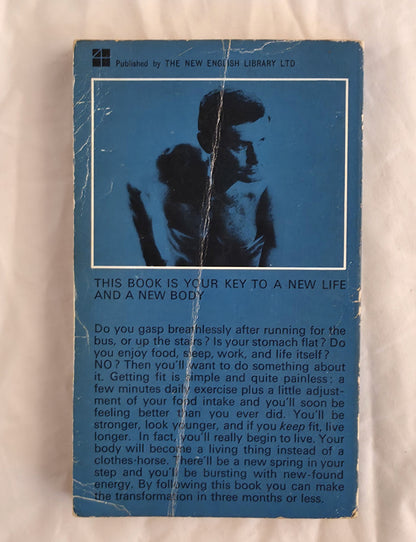 Published by THE NEW ENGLISH LIBRARY LTD
THIS BOOK IS YOUR KEY TO A NEW LIFE
AND A NEW BODY
Do you gasp breathlessly after running for the
bus, or up the stairs? Is your stomach flat? Do
you enjoy food, sleep, work, and life itself?
NO? Then you'll want to do something about
it. Getting fit is simple and quite painless: a
few minutes daily exercise plus a little adjust-
ment of your food intake and you'll soon be
feeling better than you ever did. You'll be
stronger, look younger, and if you keep fit, live
longer. In fact, you'll really begin to live. Your
body will become a living thing instead of a
clothes-horse. There'll be a new spring in your
step and you'll be bursting with new-found
energy. By following this book you can make
the transformation in three months or less.